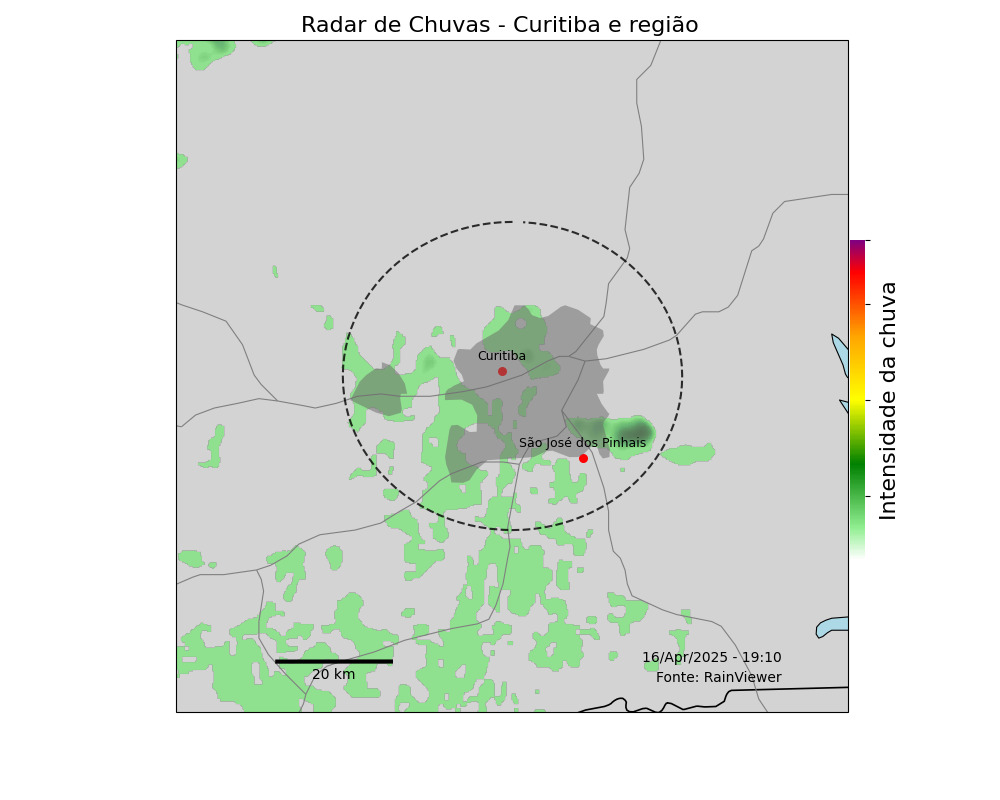 Radar de Chuvas - Curitiba e região
Curitiba
São José dos Pinhais
Intensidade da chuva
16/Apr/2025 - 19:10
Fonte: RainViewer
20 km